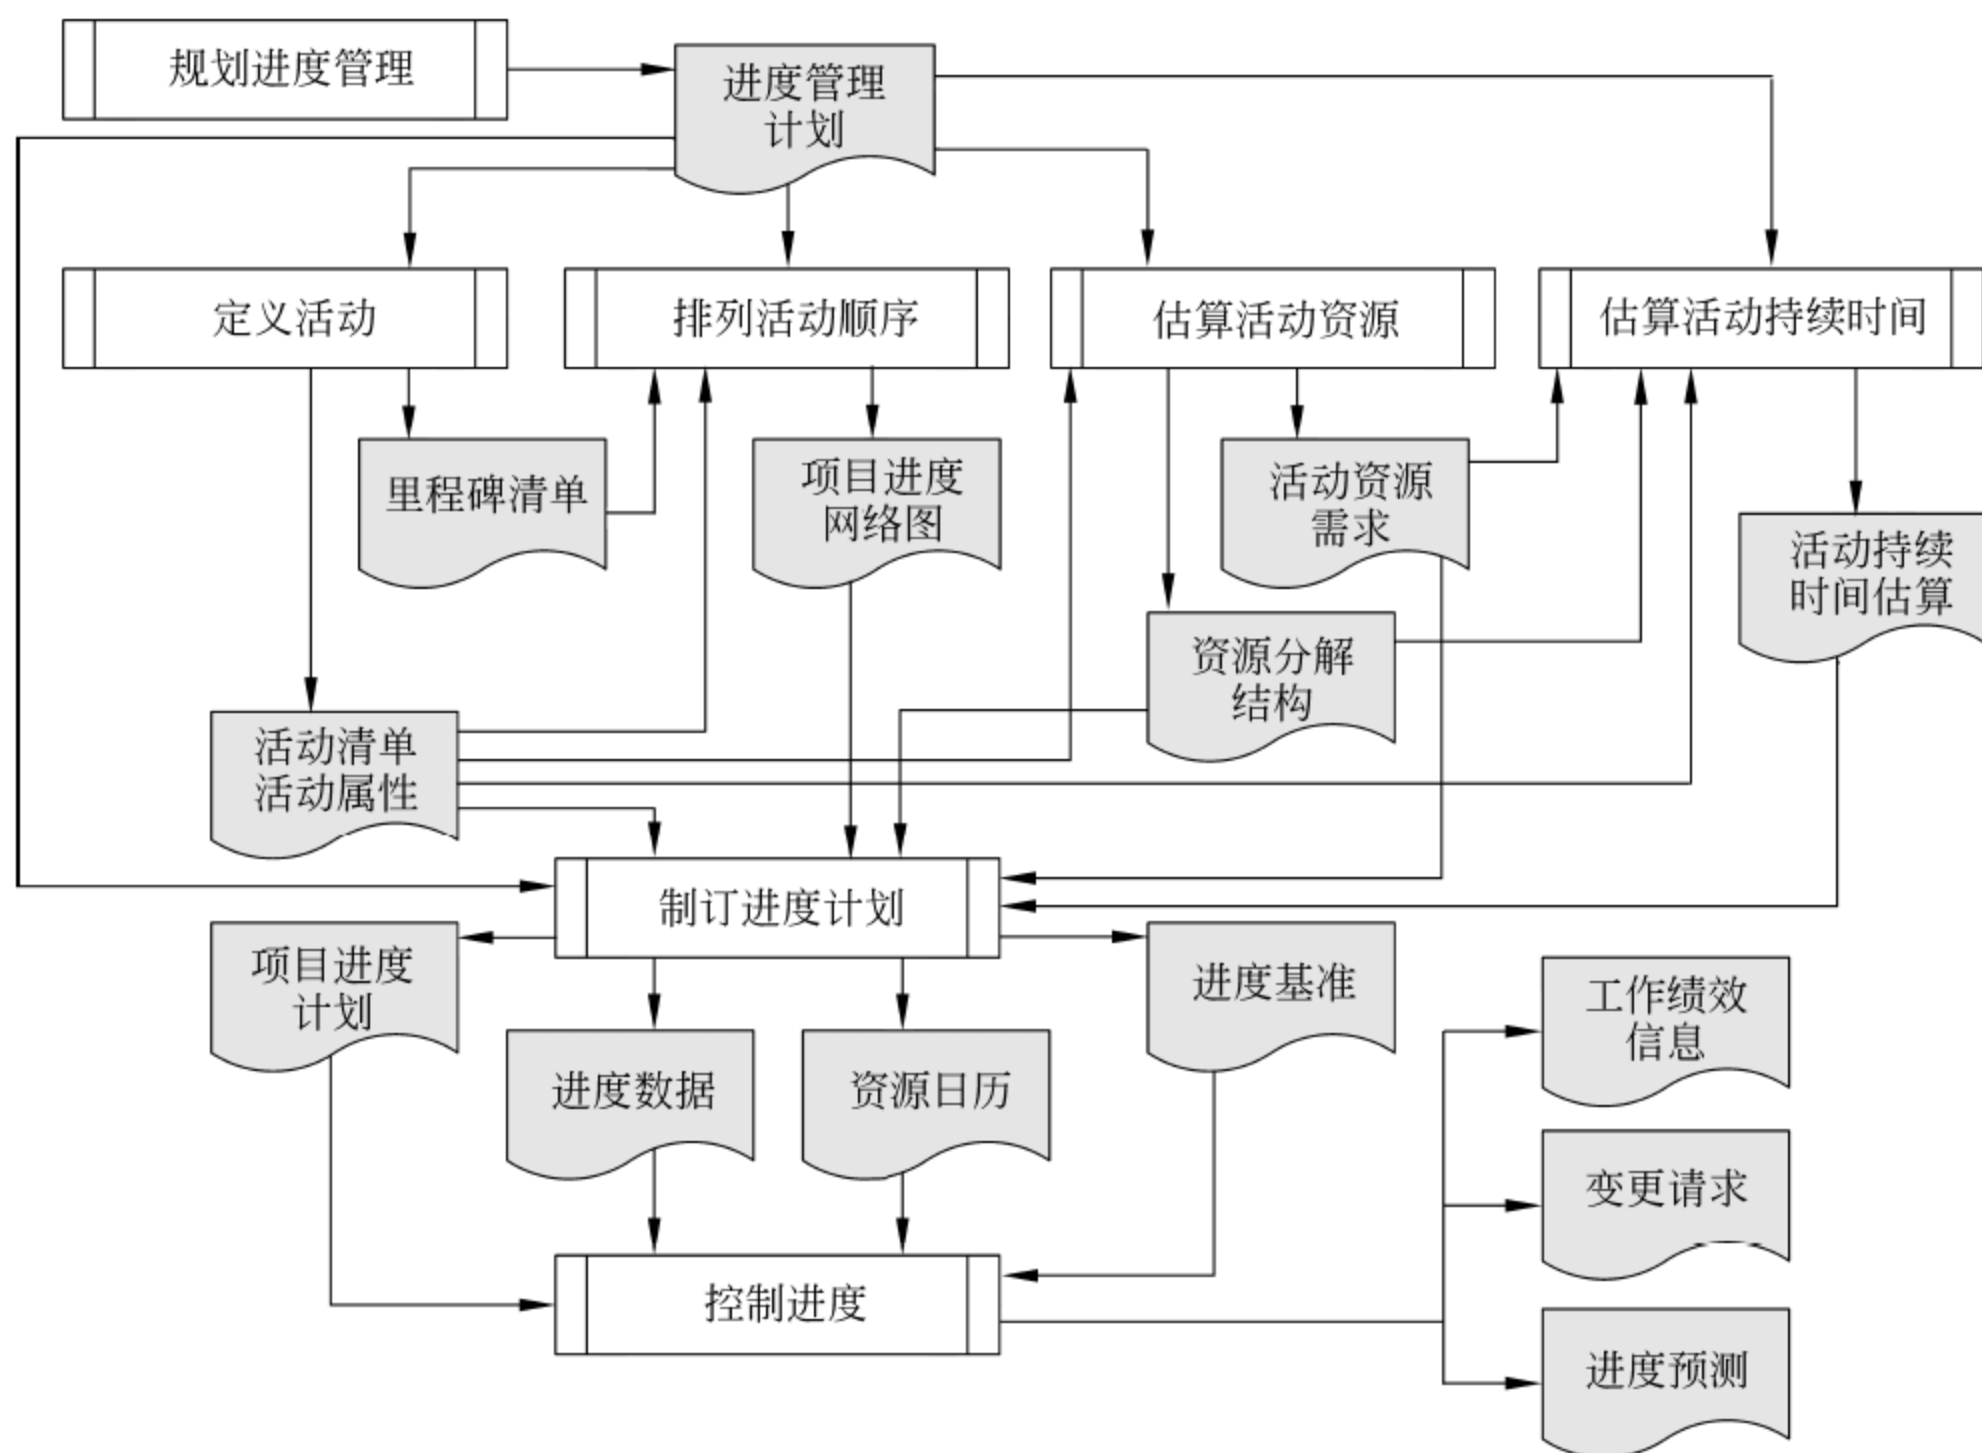 规划进度管理
进度管理
计划
定义活动
排列活动顺序
估算活动资源
估算活动持续时间
里程碑清单
项目进度
网络图
活动资源
需求
活动持续
时间估算
资源分解
结构
活动清单
活动属性
制订进度计划
项目进度
计划
进度基准
工作绩效
信息
进度数据
资源日历
变更请求
控制进度
进度预测